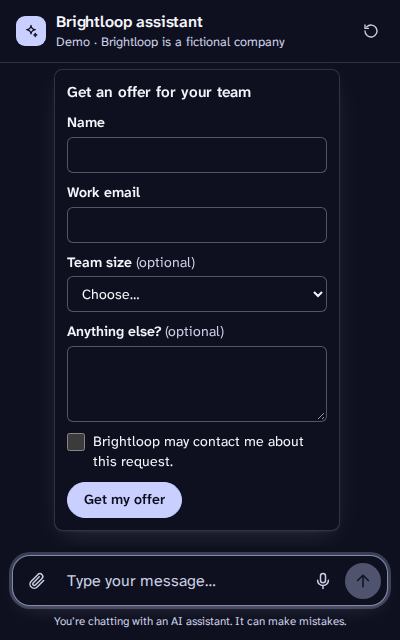 Brightloop assistant
Demo · Brightloop is a fictional company
Get an offer for your team
Name
Work email
Team size (optional)
Choose...
Anything else? (optional)
Brightloop may contact me about
this request.
Get my offer
Type your message...
You're chatting with an AI assistant. It can make mistakes.